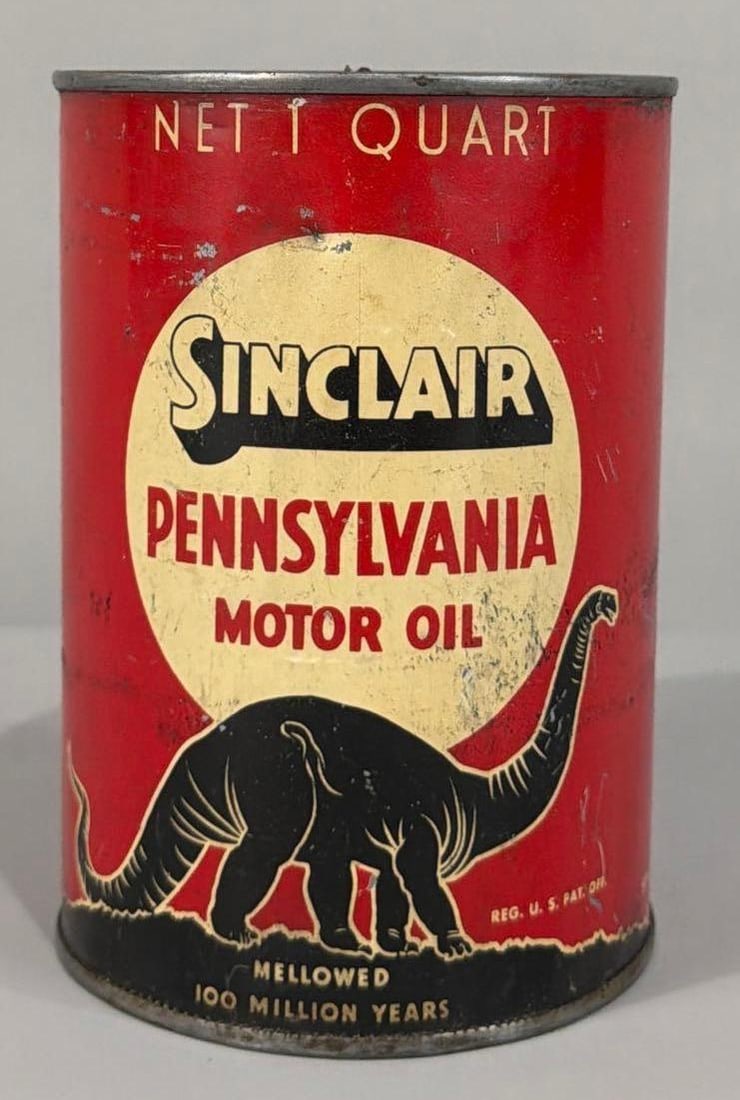 NET 1 QUART
SINCLAIR
PENNSYLVANIA
MOTOR OIL
REG. U. S. PAT. OFF.
MELLOWED
100 MILLION YEARS